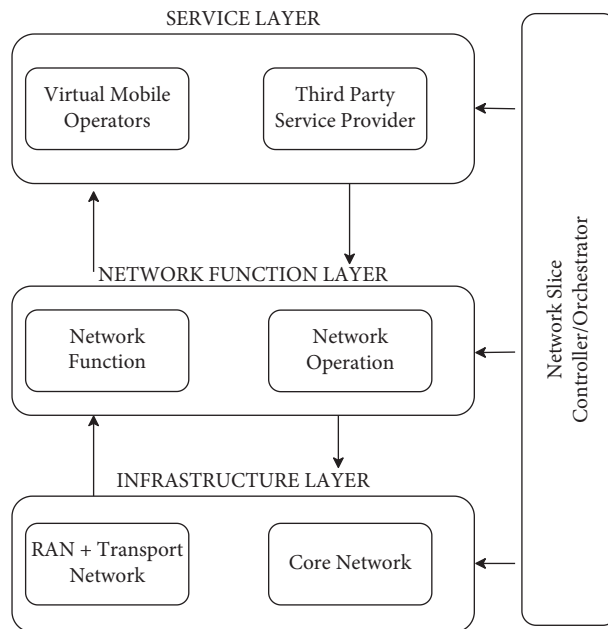 SERVICE LAYER
Virtual Mobile
Operators
Third Party
Service Provider
NETWORK FUNCTION LAYER
Network
Function
Network
Operation
INFRASTRUCTURE LAYER
RAN + Transport
Network
Core Network
Network Slice
Controller/Orchestrator